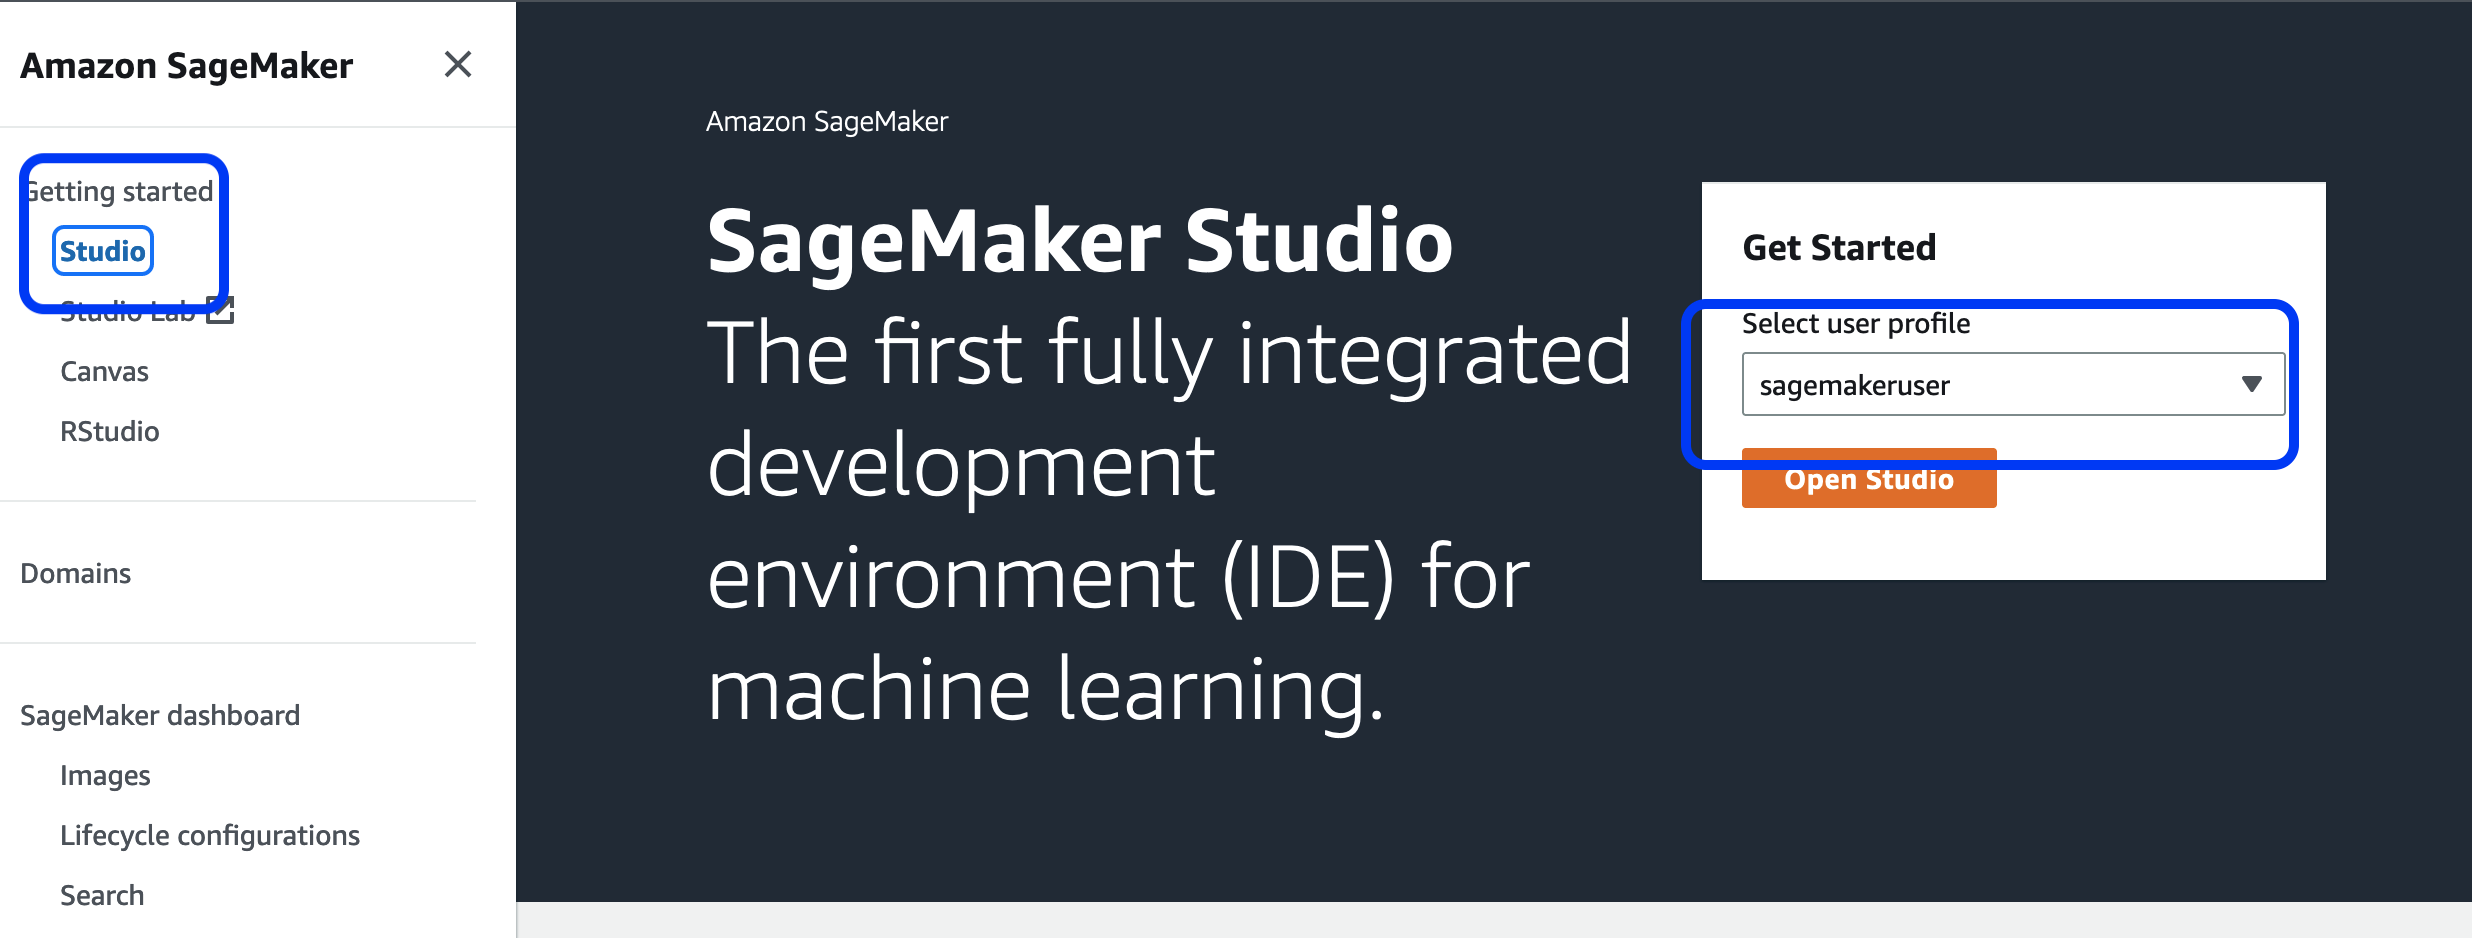 Amazon SageMaker
Getting started
Studio
Studio Lab
Canvas
RStudio
Domains
SageMaker dashboard
Images
Lifecycle configurations
Search
Amazon SageMaker
SageMaker Studio
The first fully integrated
development
environment (IDE) for
machine learning.
Get Started
Select user profile
sagemakeruser
Open Studio